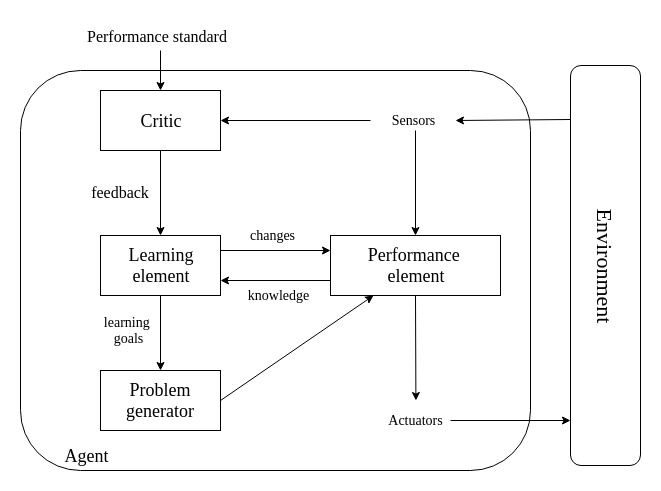 Performance standard
Critic
Sensors
feedback
changes
Learning
element
Performance
element
knowledge
learning
goals
Problem
generator
Actuators
Agent
Environment